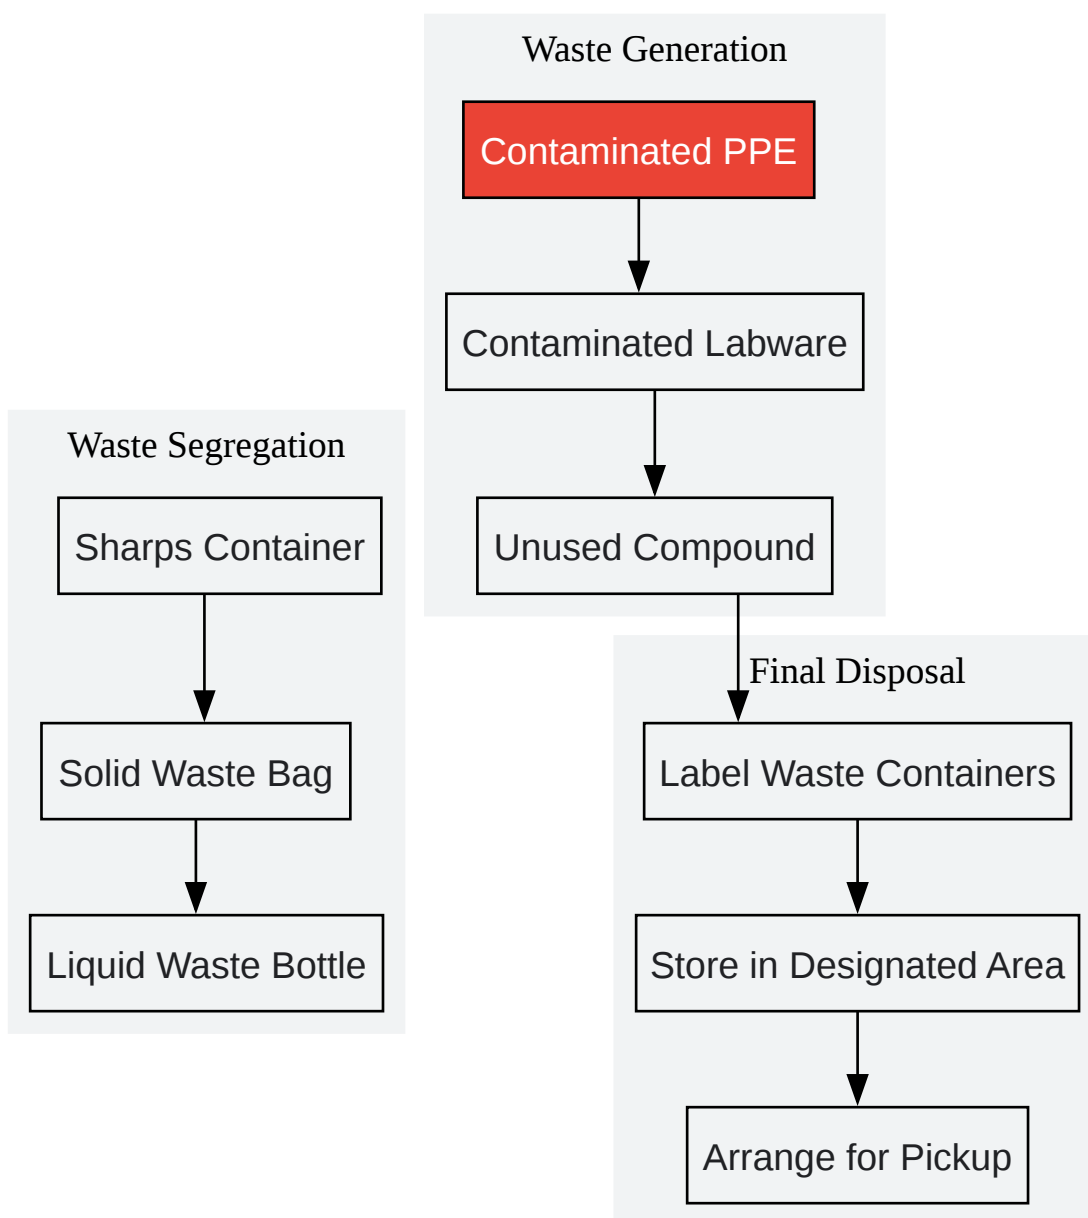 Waste Generation
Contaminated PPE
Contaminated Labware
Unused Compound
Waste Segregation
Sharps Container
Solid Waste Bag
Liquid Waste Bottle
Final Disposal
Label Waste Containers
Store in Designated Area
Arrange for Pickup